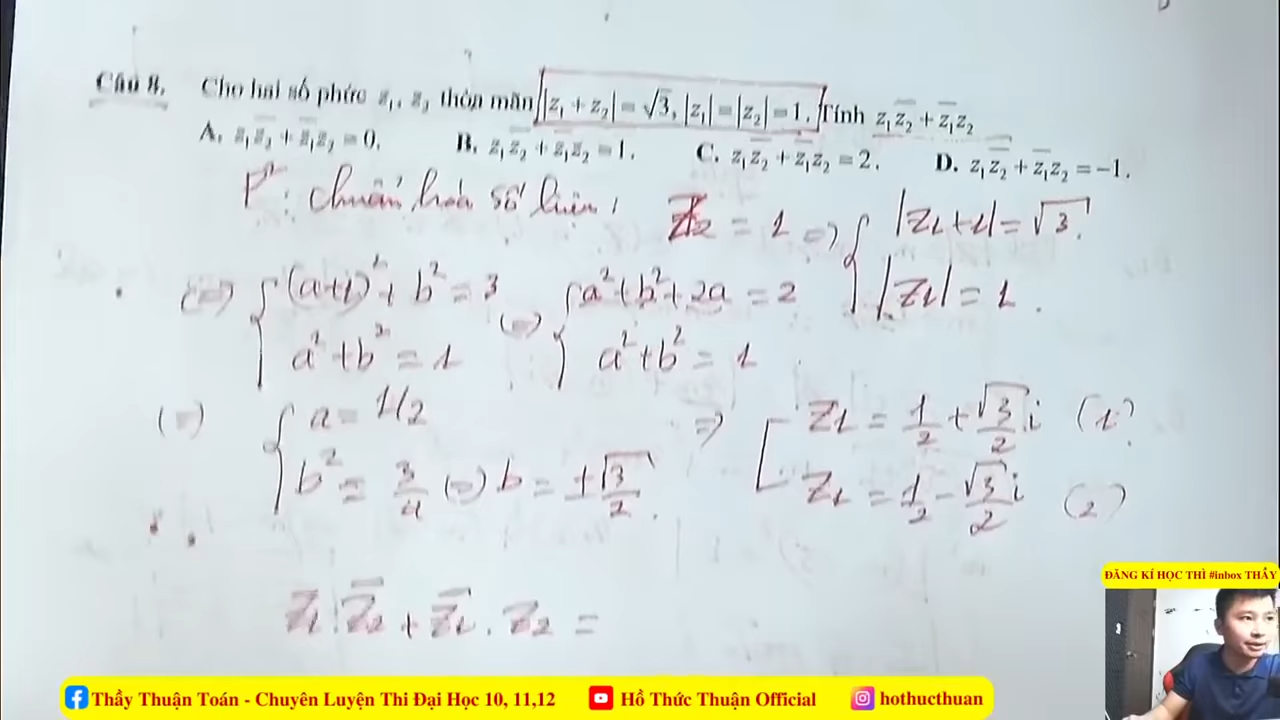 Câu 8. Cho hai số phức z₁, z₂ thỏa mãn |z₁ + z₂| = √3, |z₁| = |z₂| = 1. Tính z₁z̅₂ + z̅₁z₂
A. z₁z̅₂ + z̅₁z₂ = 0. B. z₁z̅₂ + z̅₁z₂ = 1. C. z₁z̅₂ + z̅₁z₂ = 2. D. z₁z̅₂ + z̅₁z₂ = -1.
P²: chuẩn hoá số liệu: z₂ = 1 => { |z₁+1| = √3.
{ |z₁| = 1.
(=) { (a+1)² + b² = 3 (=) { a² + b² + 2a = 2
{ a² + b² = 1 { a² + b² = 1
(=) { a = 1/2 => [ z₁ = 1/2 + √3/2 i (1)
{ b² = 3/4 (=) b = ±√3/2. [ z₁ = 1/2 - √3/2 i (2)
z₁.z̅₂ + z̅₁.z₂ =
ĐĂNG KÍ HỌC THÌ #inbox THẦY
Thầy Thuận Toán - Chuyên Luyện Thi Đại Học 10, 11,12 Hồ Thức Thuận Official hothucthuan